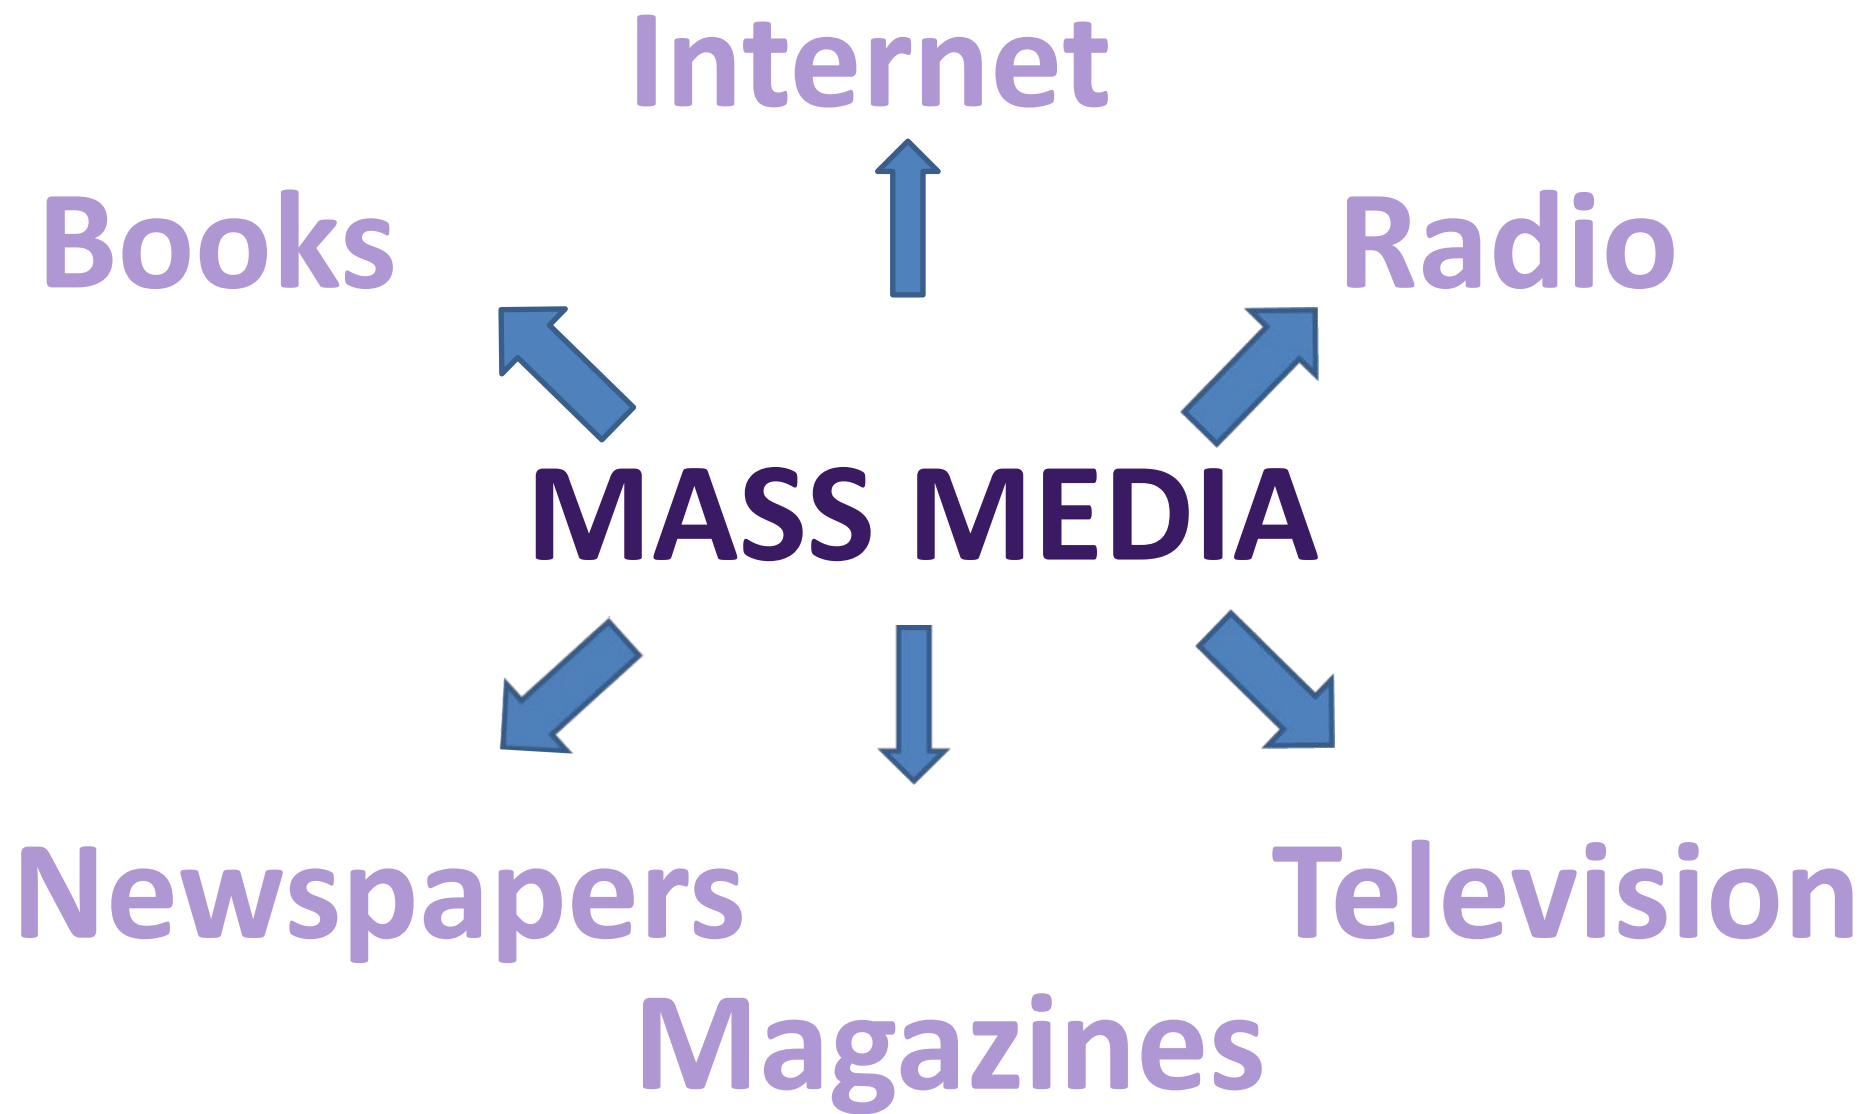 Internet
Books
Radio
MASS MEDIA
Newspapers
Television
Magazines